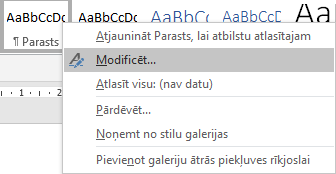 AaBbCcDc AaBbCcDc AaBbCc AaBbCcD Aa
¶ Parasts
Atjaunināt Parasts, lai atbilstu atlasītajam
Modificēt...
Atlasīt visu: (nav datu)
Pārdēvēt...
Noņemt no stilu galerijas
Pievienot galeriju ātrās piekļuves rīkjoslai